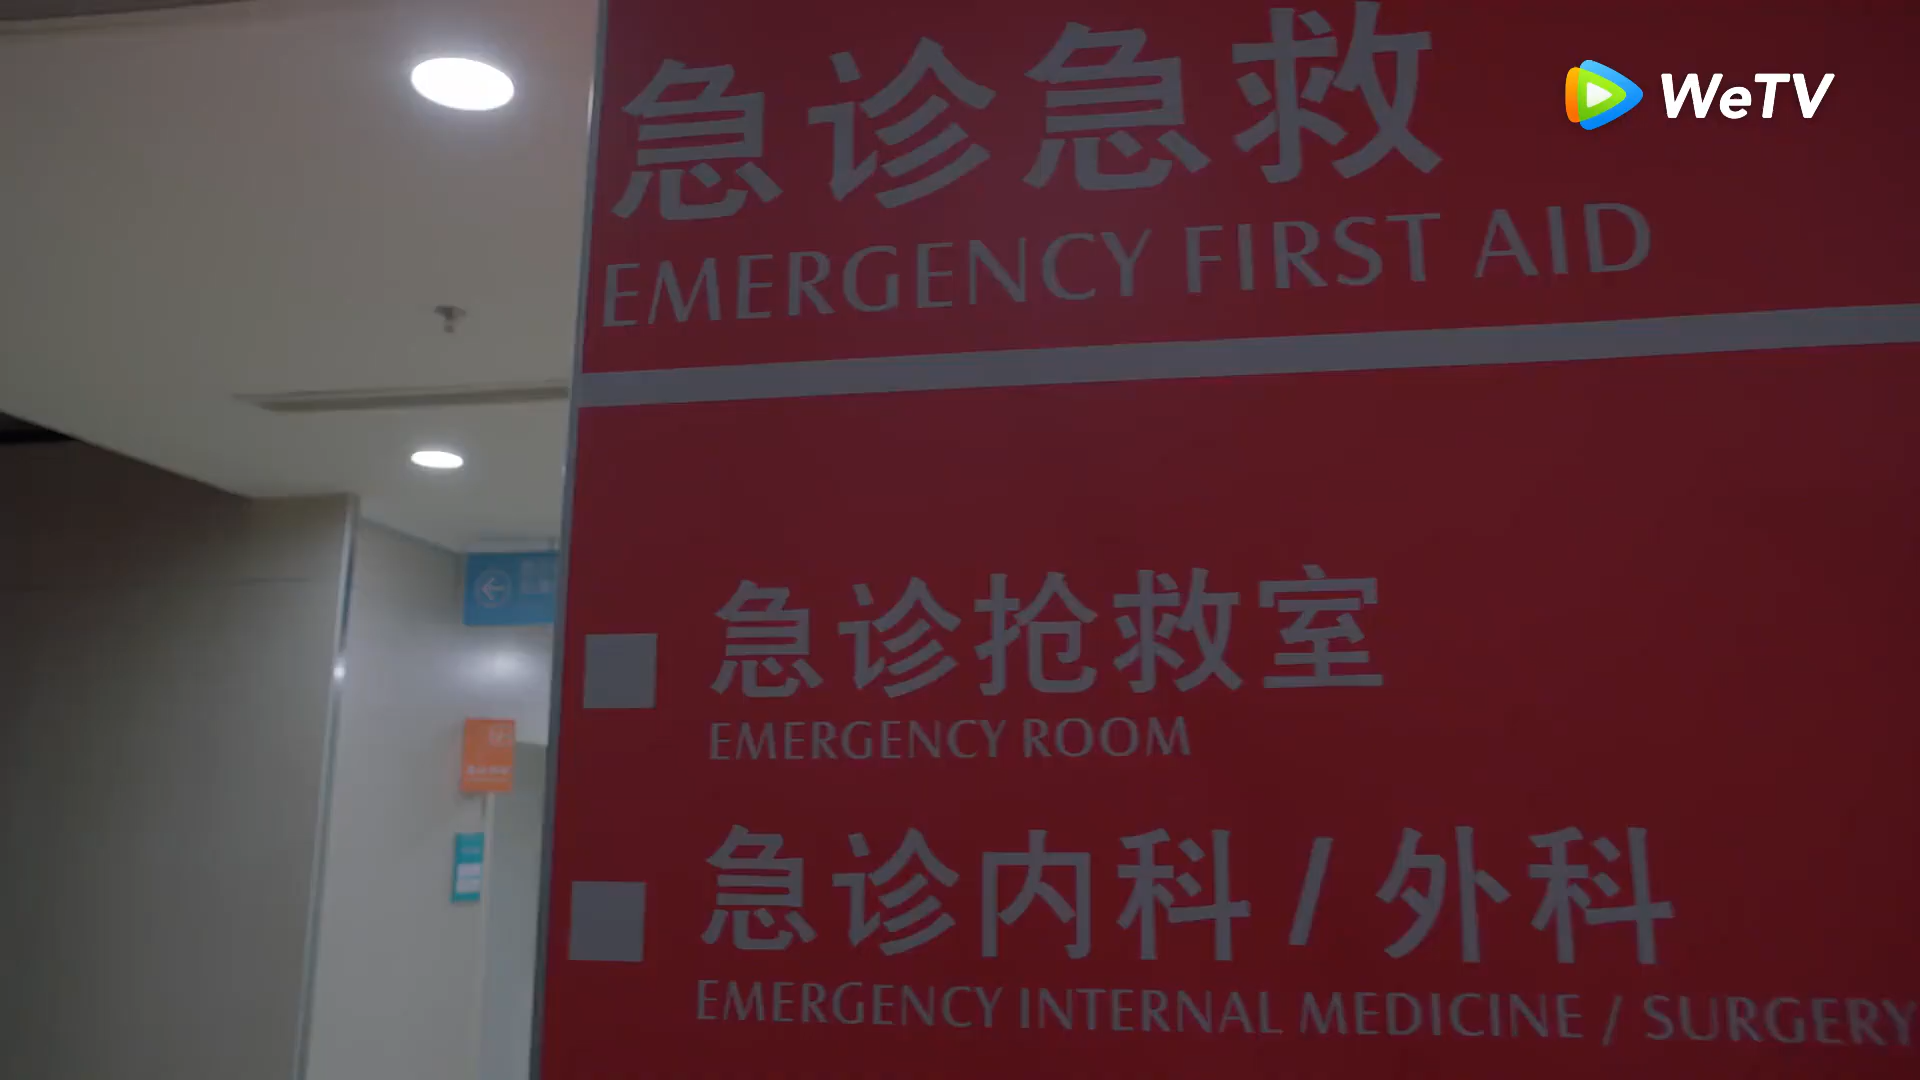 急诊急救
WeTV
EMERGENCY FIRST AID
急诊抢救室
EMERGENCY ROOM
急诊内科/外科
EMERGENCY INTERNAL MEDICINE / SURGERY